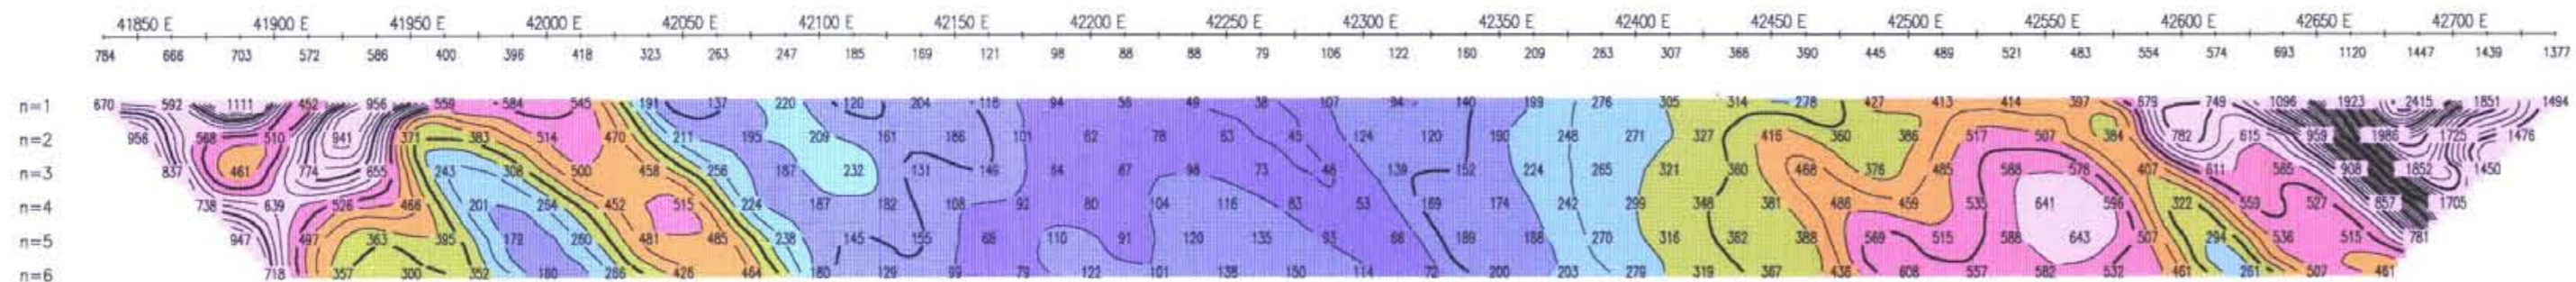 41850 E 41900 E 41950 E 42000 E 42050 E 42100 E 42150 E 42200 E 42250 E 42300 E 42350 E 42400 E 42450 E 42500 E 42550 E 42600 E 42650 E 42700 E
784 666 703 572 586 400 396 418 323 263 247 185 169 121 98 88 88 79 106 122 160 209 263 307 366 390 445 489 521 483 554 574 693 1120 1447 1439 1377
n=1 670 592 1111 452 956 559 584 545 191 137 220 120 204 118 94 56 49 38 107 94 140 199 276 305 314 278 427 413 414 397 679 749 1096 1923 2415 1851 1494
n=2 956 568 510 941 371 383 514 470 211 195 209 161 186 101 62 78 63 45 124 120 190 248 271 327 416 360 386 517 507 384 782 615 959 1986 1725 1476
n=3 837 461 774 655 243 308 500 458 256 187 232 131 149 64 67 98 73 48 139 152 224 265 321 360 468 376 485 588 578 407 611 585 908 1852 1450
n=4 738 639 526 466 201 264 452 515 224 187 182 108 92 80 104 116 83 53 169 174 242 299 348 381 486 459 535 641 596 322 559 527 857 1705
n=5 947 497 363 395 172 260 481 485 238 145 155 68 110 91 120 135 93 66 189 188 270 316 362 388 569 515 588 643 507 294 536 515 781
n=6 718 357 300 352 180 266 426 464 180 129 99 79 122 101 138 150 114 72 200 203 279 319 367 436 608 557 582 532 461 261 507 461